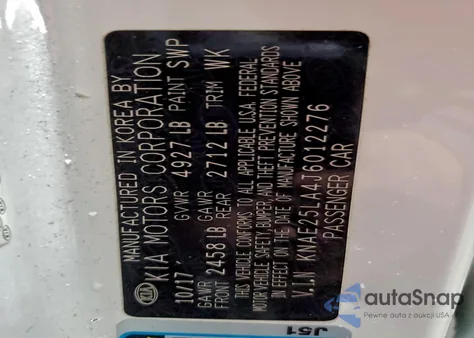 MANUFACTURED IN KOREA BY
KIA KIA MOTORS CORPORATION
10/17 GVWR 4927 LB PAINT SWP
GAWR FRONT 2458 LB GAWR REAR 2712 LB TRIM WK
THIS VEHICLE CONFORMS TO ALL APPLICABLE U.S.A. FEDERAL
MOTOR VEHICLE SAFETY, BUMPER, AND THEFT PREVENTION STANDARDS
IN EFFECT ON THE DATE OF MANUFACTURE SHOWN ABOVE
V.I.N KNAE25LA4J6012276
PASSENGER CAR
J51
autoSnap
Pewne auta z aukcji USA